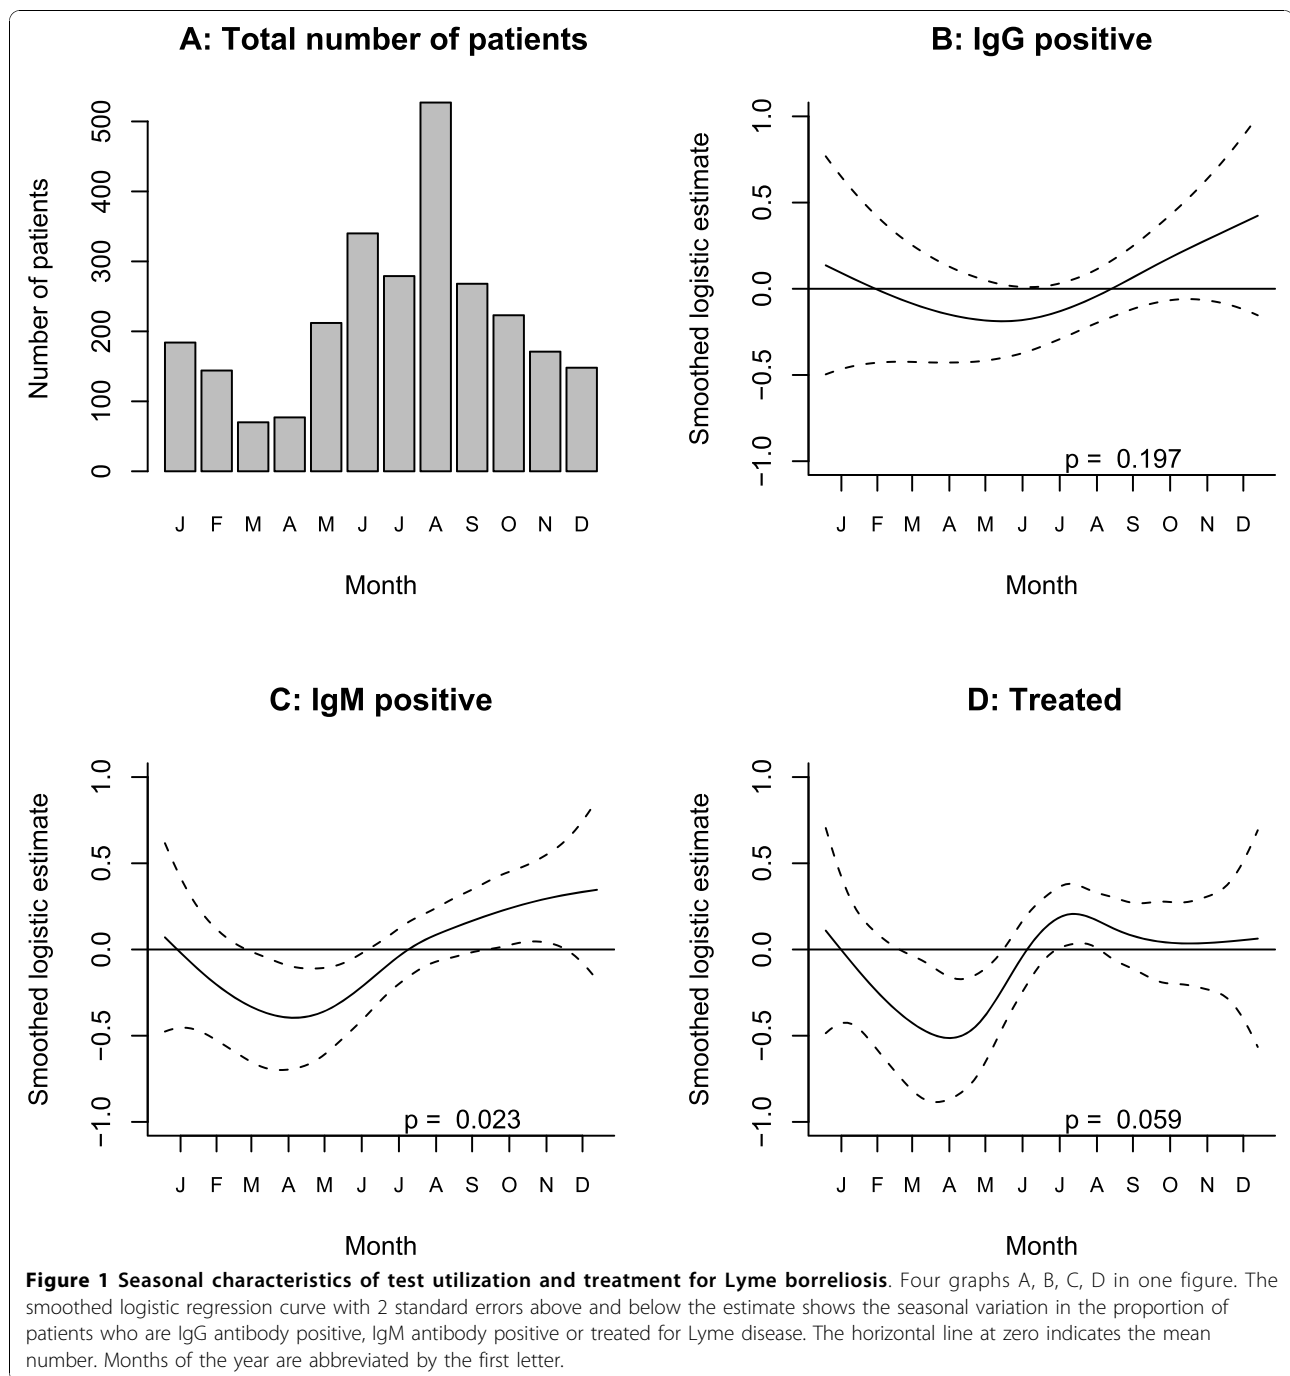 A: Total number of patients
Number of patients
500
400
300
200
100
0
J F M A M J J A S O N D
Month
B: IgG positive
Smoothed logistic estimate
1.0
0.5
0.0
−0.5
−1.0
p = 0.197
J F M A M J J A S O N D
Month
C: IgM positive
Smoothed logistic estimate
1.0
0.5
0.0
−0.5
−1.0
p = 0.023
J F M A M J J A S O N D
Month
D: Treated
Smoothed logistic estimate
1.0
0.5
0.0
−0.5
−1.0
p = 0.059
J F M A M J J A S O N D
Month
Figure 1 Seasonal characteristics of test utilization and treatment for Lyme borreliosis. Four graphs A, B, C, D in one figure. The
smoothed logistic regression curve with 2 standard errors above and below the estimate shows the seasonal variation in the proportion of
patients who are IgG antibody positive, IgM antibody positive or treated for Lyme disease. The horizontal line at zero indicates the mean
number. Months of the year are abbreviated by the first letter.